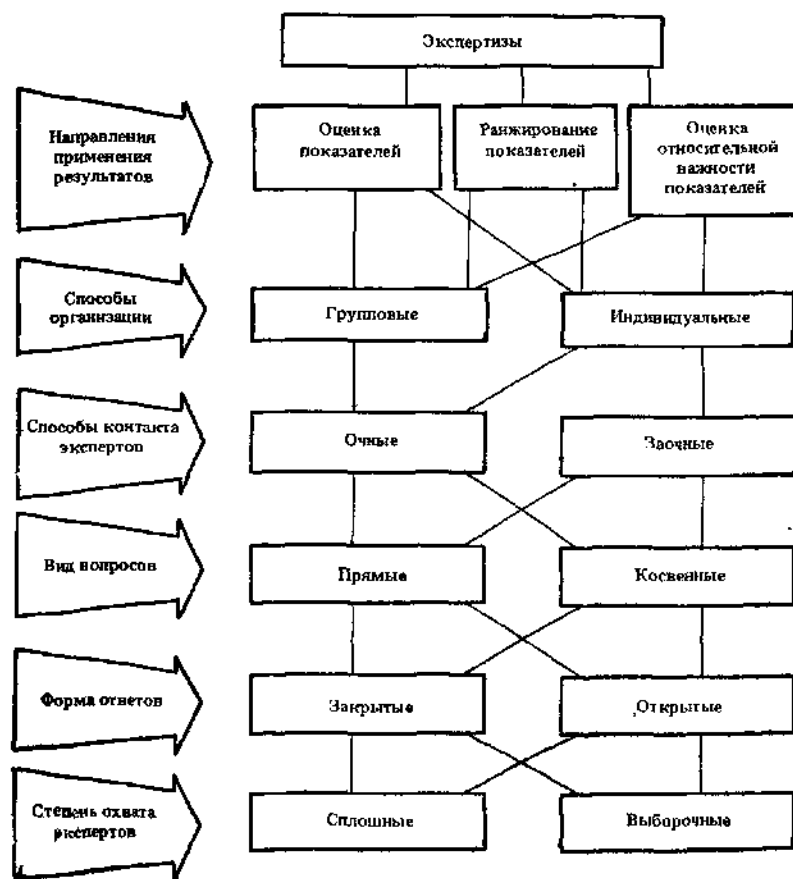 Экспертизы
Направления
применения
результатов
Оценка
показателей
Ранжирование
показателей
Оценка
относительной
важности
показателей
Способы
организации
Групповые
Индивидуальные
Способы контакта
экспертов
Очные
Заочные
Вид вопросов
Прямые
Косвенные
Форма ответов
Закрытые
Открытые
Степень охвата
экспертов
Сплошные
Выборочные